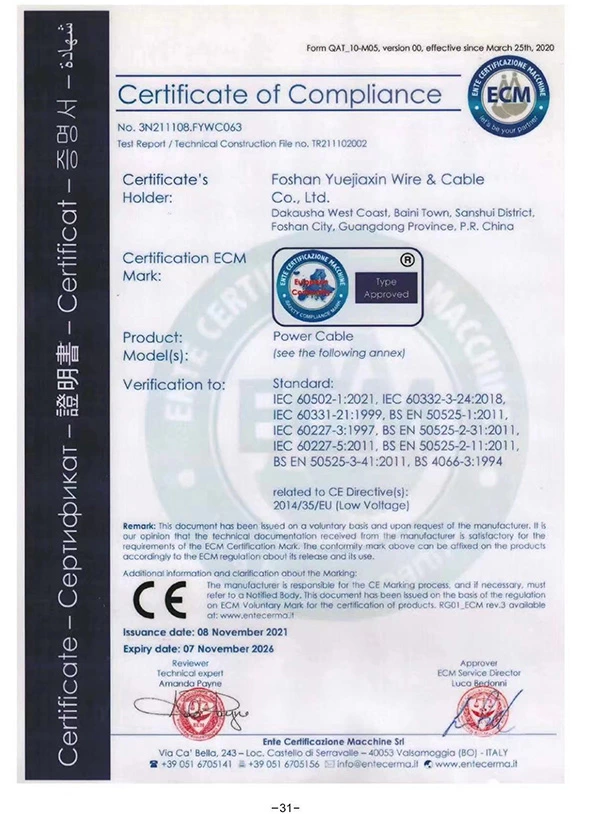 Form QAT_10-M05, version 00, effective since March 25th, 2020
ENTE CERTIFICAZIONE MACCHINE
ECM
let's be your partner
Certificate of Compliance
No. 3N211108.FYWC063
Test Report / Technical Construction File no. TR211102002
Certificate's Holder:
Foshan Yuejiaxin Wire & Cable
Co., Ltd.
Dakausha West Coast, Baini Town, Sanshui District,
Foshan City, Guangdong Province, P.R. China
Certification ECM
Mark:
ENTE CERTIFICAZIONE MACCHINE
European
SAFETY COMPLIANCE MARK
®
Type
Approved
Product:
Power Cable
Model(s):
(see the following annex)
Verification to:
Standard:
IEC 60502-1:2021, IEC 60332-3-24:2018,
IEC 60331-21:1999, BS EN 50525-1:2011,
IEC 60227-3:1997, BS EN 50525-2-31:2011,
IEC 60227-5:2011, BS EN 50525-2-11:2011,
BS EN 50525-3-41:2011, BS 4066-3:1994
related to CE Directive(s):
2014/35/EU (Low Voltage)
Remark: This document has been issued on a voluntary basis and upon request of the manufacturer. It is
our opinion that the technical documentation received from the manufacturer is satisfactory for the
requirements of the ECM Certification Mark. The conformity mark above can be affixed on the products
accordingly to the ECM regulation about its release and its use.
Additional information and clarification about the Marking:
CE
The manufacturer is responsible for the CE Marking process, and if necessary, must
refer to a Notified Body. This document has been issued on the basis of the regulation
on ECM Voluntary Mark for the certification of products. RG01_ECM rev.3 available
at: www.entecerma.it
Issuance date: 08 November 2021
Expiry date: 07 November 2026
Reviewer
Technical expert
Amanda Payne
Approver
ECM Service Director
Luca Bedonni
Ente Certificazione Macchine Srl
Via Ca' Bella, 243 – Loc. Castello di Serravalle – 40053 Valsamoggia (BO) - ITALY
+39 051 6705141 +39 051 6705156 info@entecerma.it www.entecerma.it
Certificate – Сертификат – 證明書 – Certificat – 증명서 – شهادة
-31-